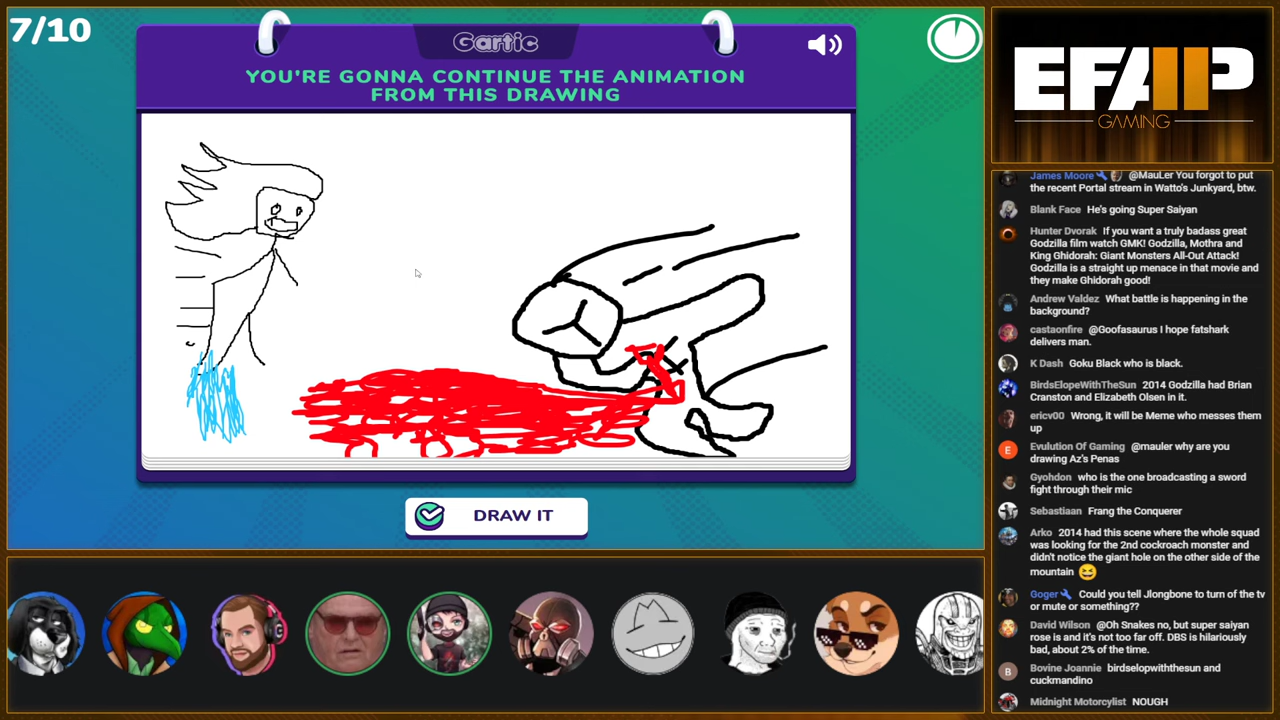 7/10
Gartic
YOU'RE GONNA CONTINUE THE ANIMATION
FROM THIS DRAWING
DRAW IT
EFAP
GAMING
James Moore @MauLer You forgot to put
the recent Portal stream in Watto's Junkyard, btw.
Blank Face He's going Super Saiyan
Hunter Dvorak If you want a truly badass great
Godzilla film watch GMK! Godzilla, Mothra and
King Ghidorah: Giant Monsters All-Out Attack!
Godzilla is a straight up menace in that movie and
they make Ghidorah good!
Andrew Valdez What battle is happening in the
background?
castaonfire @Goofasaurus I hope fatshark
delivers man.
K Dash Goku Black who is black.
BirdsElopeWithTheSun 2014 Godzilla had Brian
Cranston and Elizabeth Olsen in it.
ericv00 Wrong, it will be Meme who messes them
up
Evulution Of Gaming @mauler why are you
drawing Az's Penas
Gyohdon who is the one broadcasting a sword
fight through their mic
Sebastiaan Frang the Conquerer
Arko 2014 had this scene where the whole squad
was looking for the 2nd cockroach monster and
didn't notice the giant hole on the other side of the
mountain 😆
Goger Could you tell Jlongbone to turn of the tv
or mute or something??
David Wilson @Oh Snakes no, but super saiyan
rose is and it's not too far off. DBS is hilariously
bad, about 2% of the time.
Bovine Joannie birdselopwiththesun and
cuckmandino
Midnight Motorcylist NOUGH